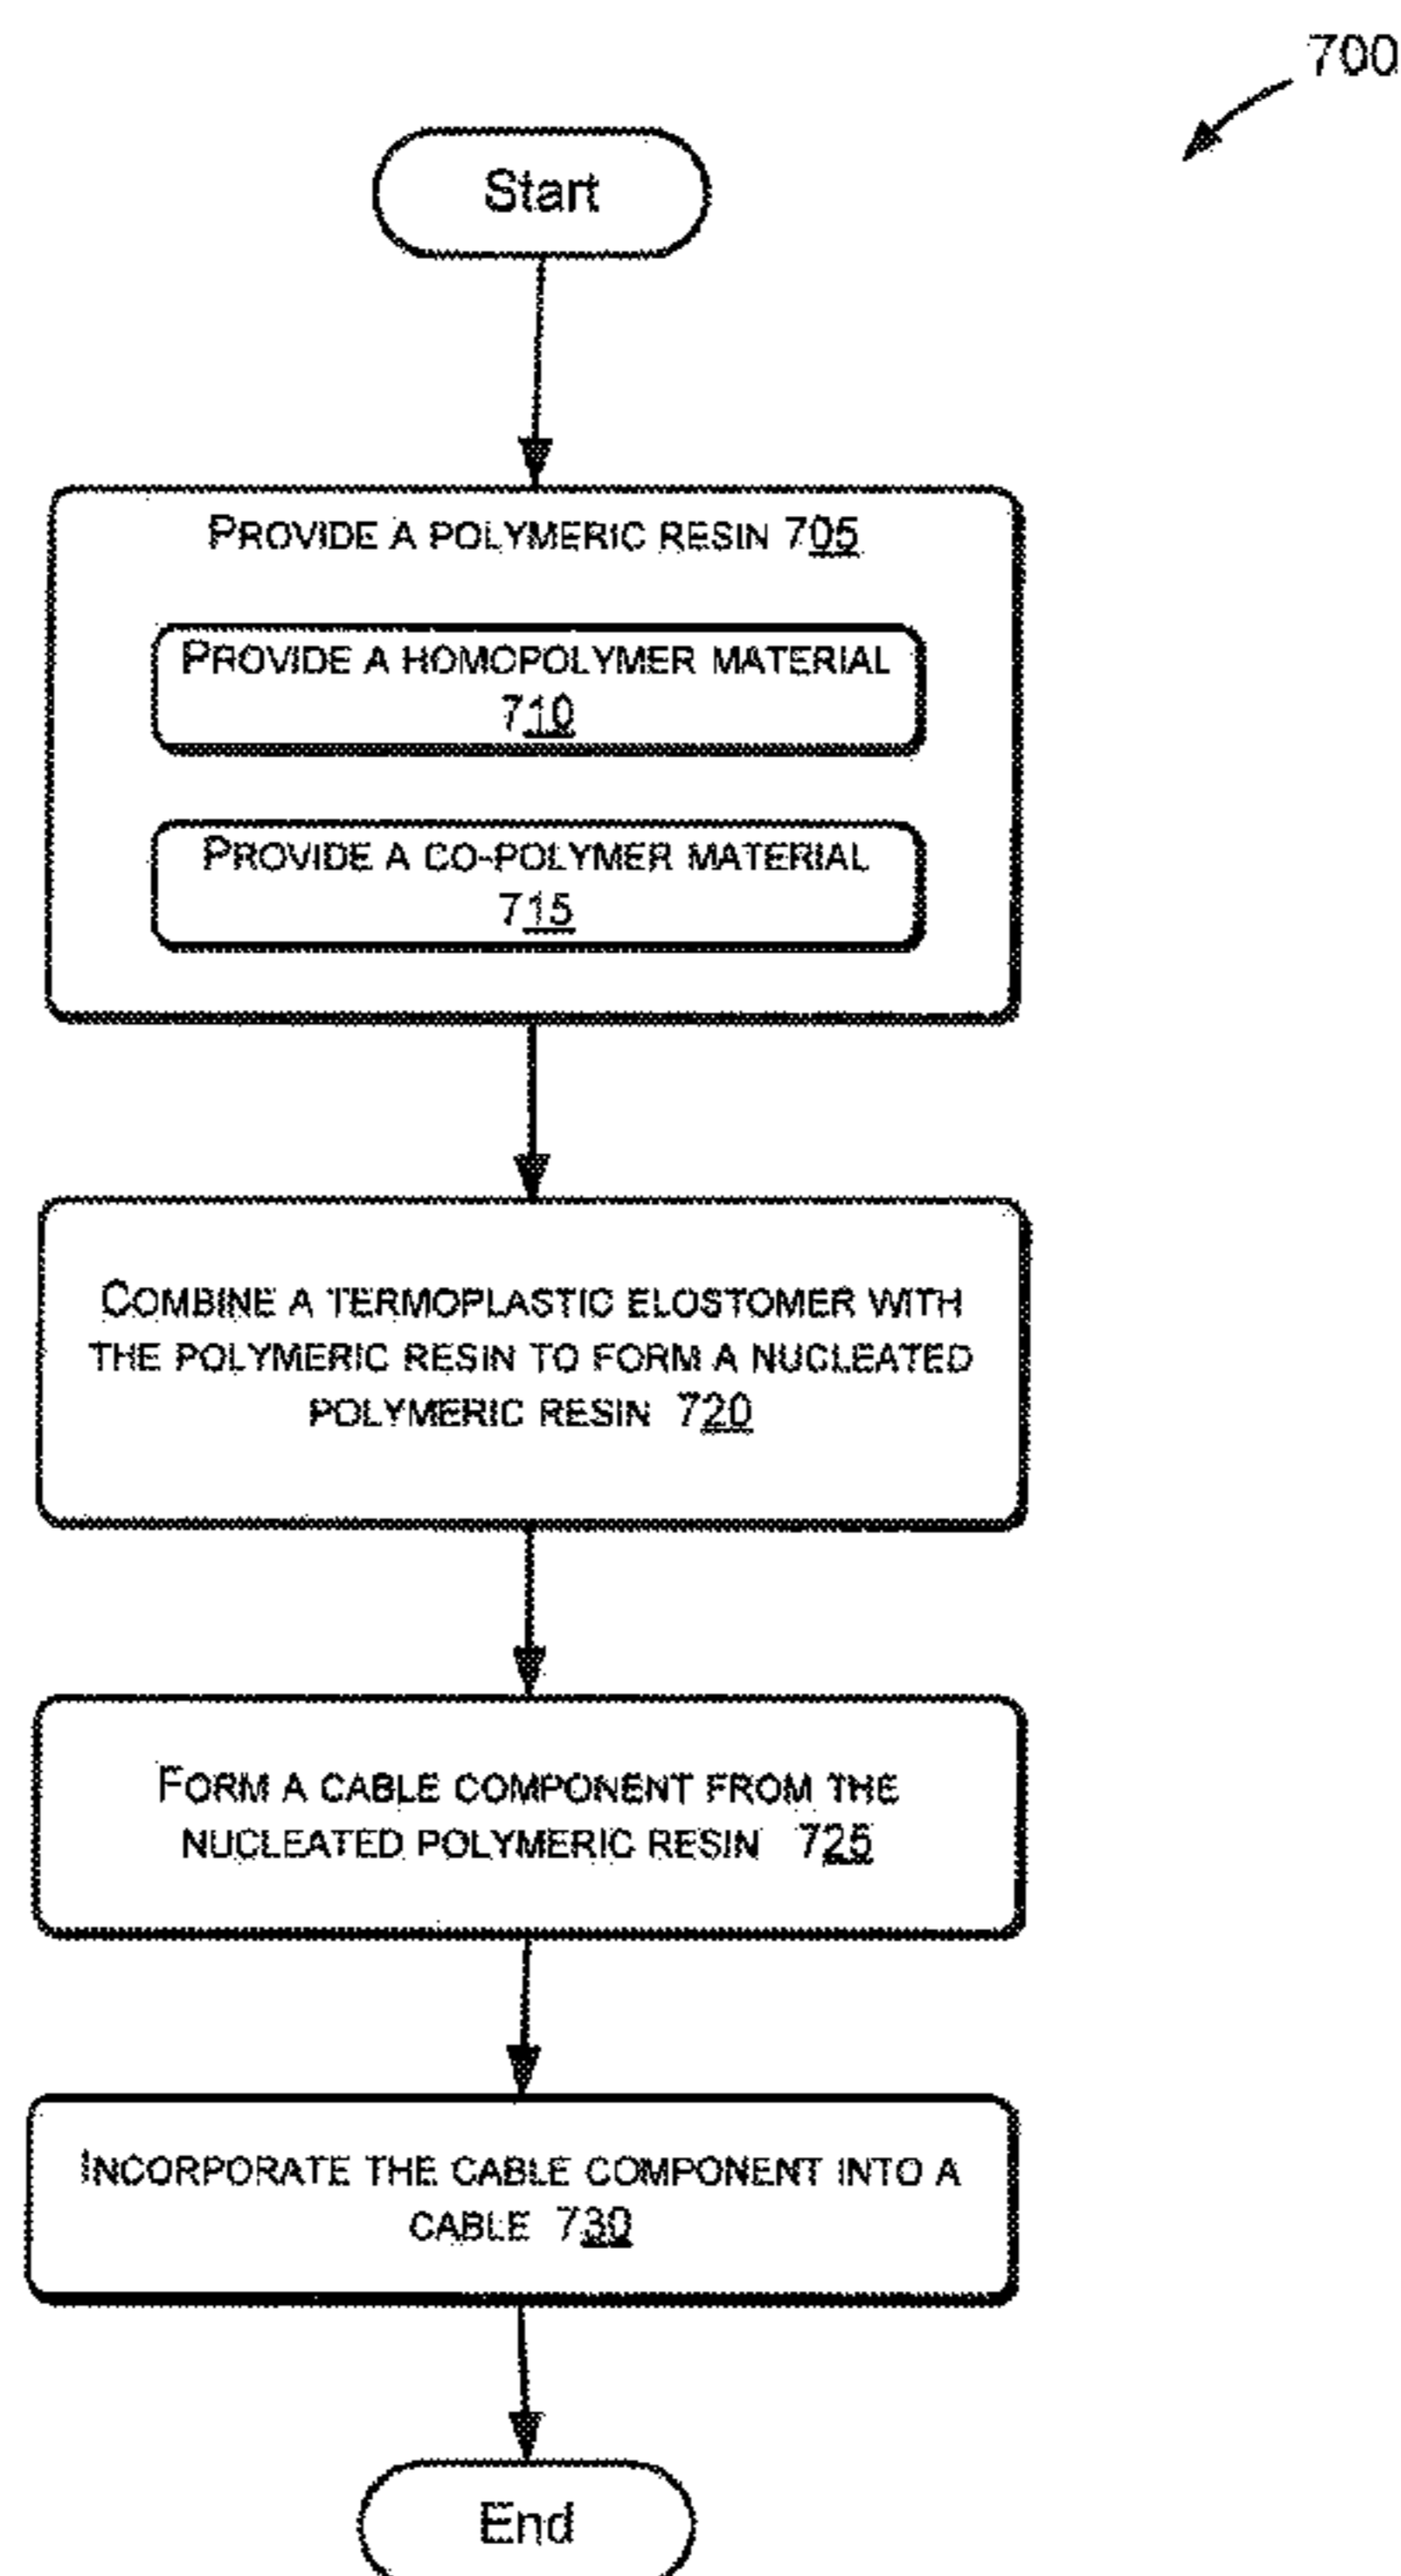 700
Start
PROVIDE A POLYMERIC RESIN 705
PROVIDE A HOMOPOLYMER MATERIAL
710
PROVIDE A CO-POLYMER MATERIAL
715
COMBINE A TERMOPLASTIC ELOSTOMER WITH
THE POLYMERIC RESIN TO FORM A NUCLEATED
POLYMERIC RESIN 720
FORM A CABLE COMPONENT FROM THE
NUCLEATED POLYMERIC RESIN 725
INCORPORATE THE CABLE COMPONENT INTO A
CABLE 730
End